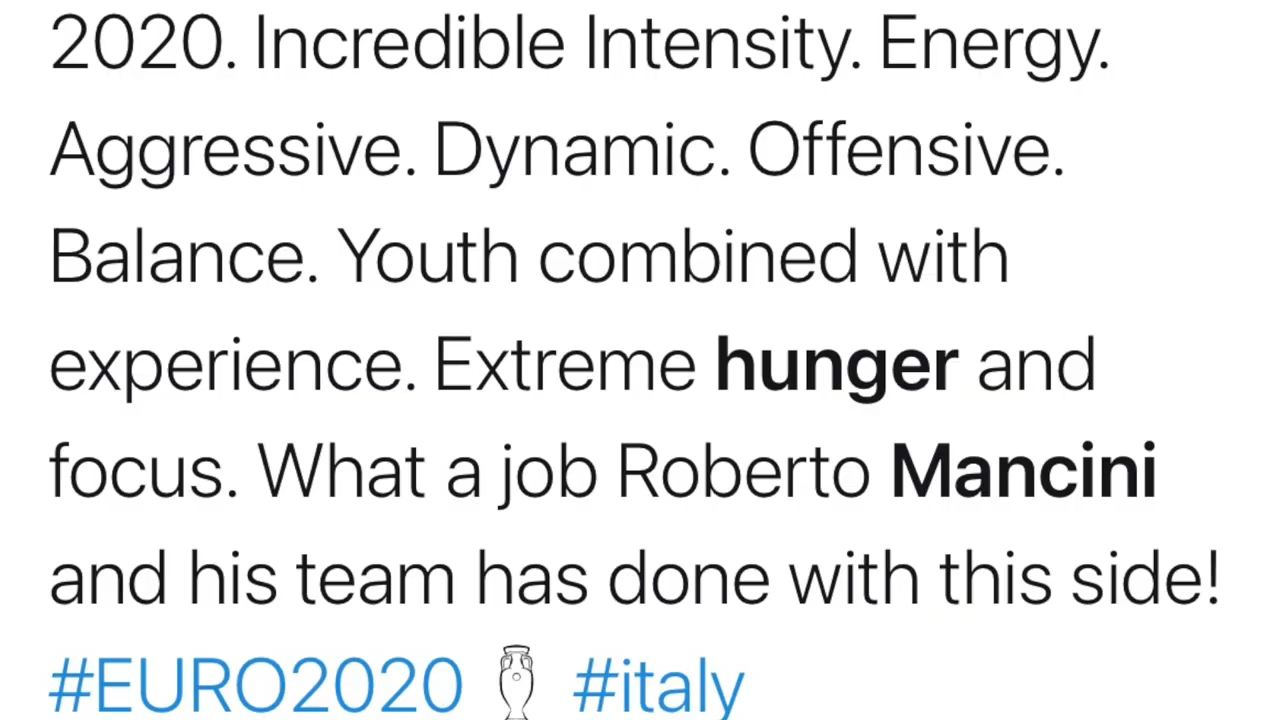 2020. Incredible Intensity. Energy.
Aggressive. Dynamic. Offensive.
Balance. Youth combined with
experience. Extreme hunger and
focus. What a job Roberto Mancini
and his team has done with this side!
#EURO2020 #italy